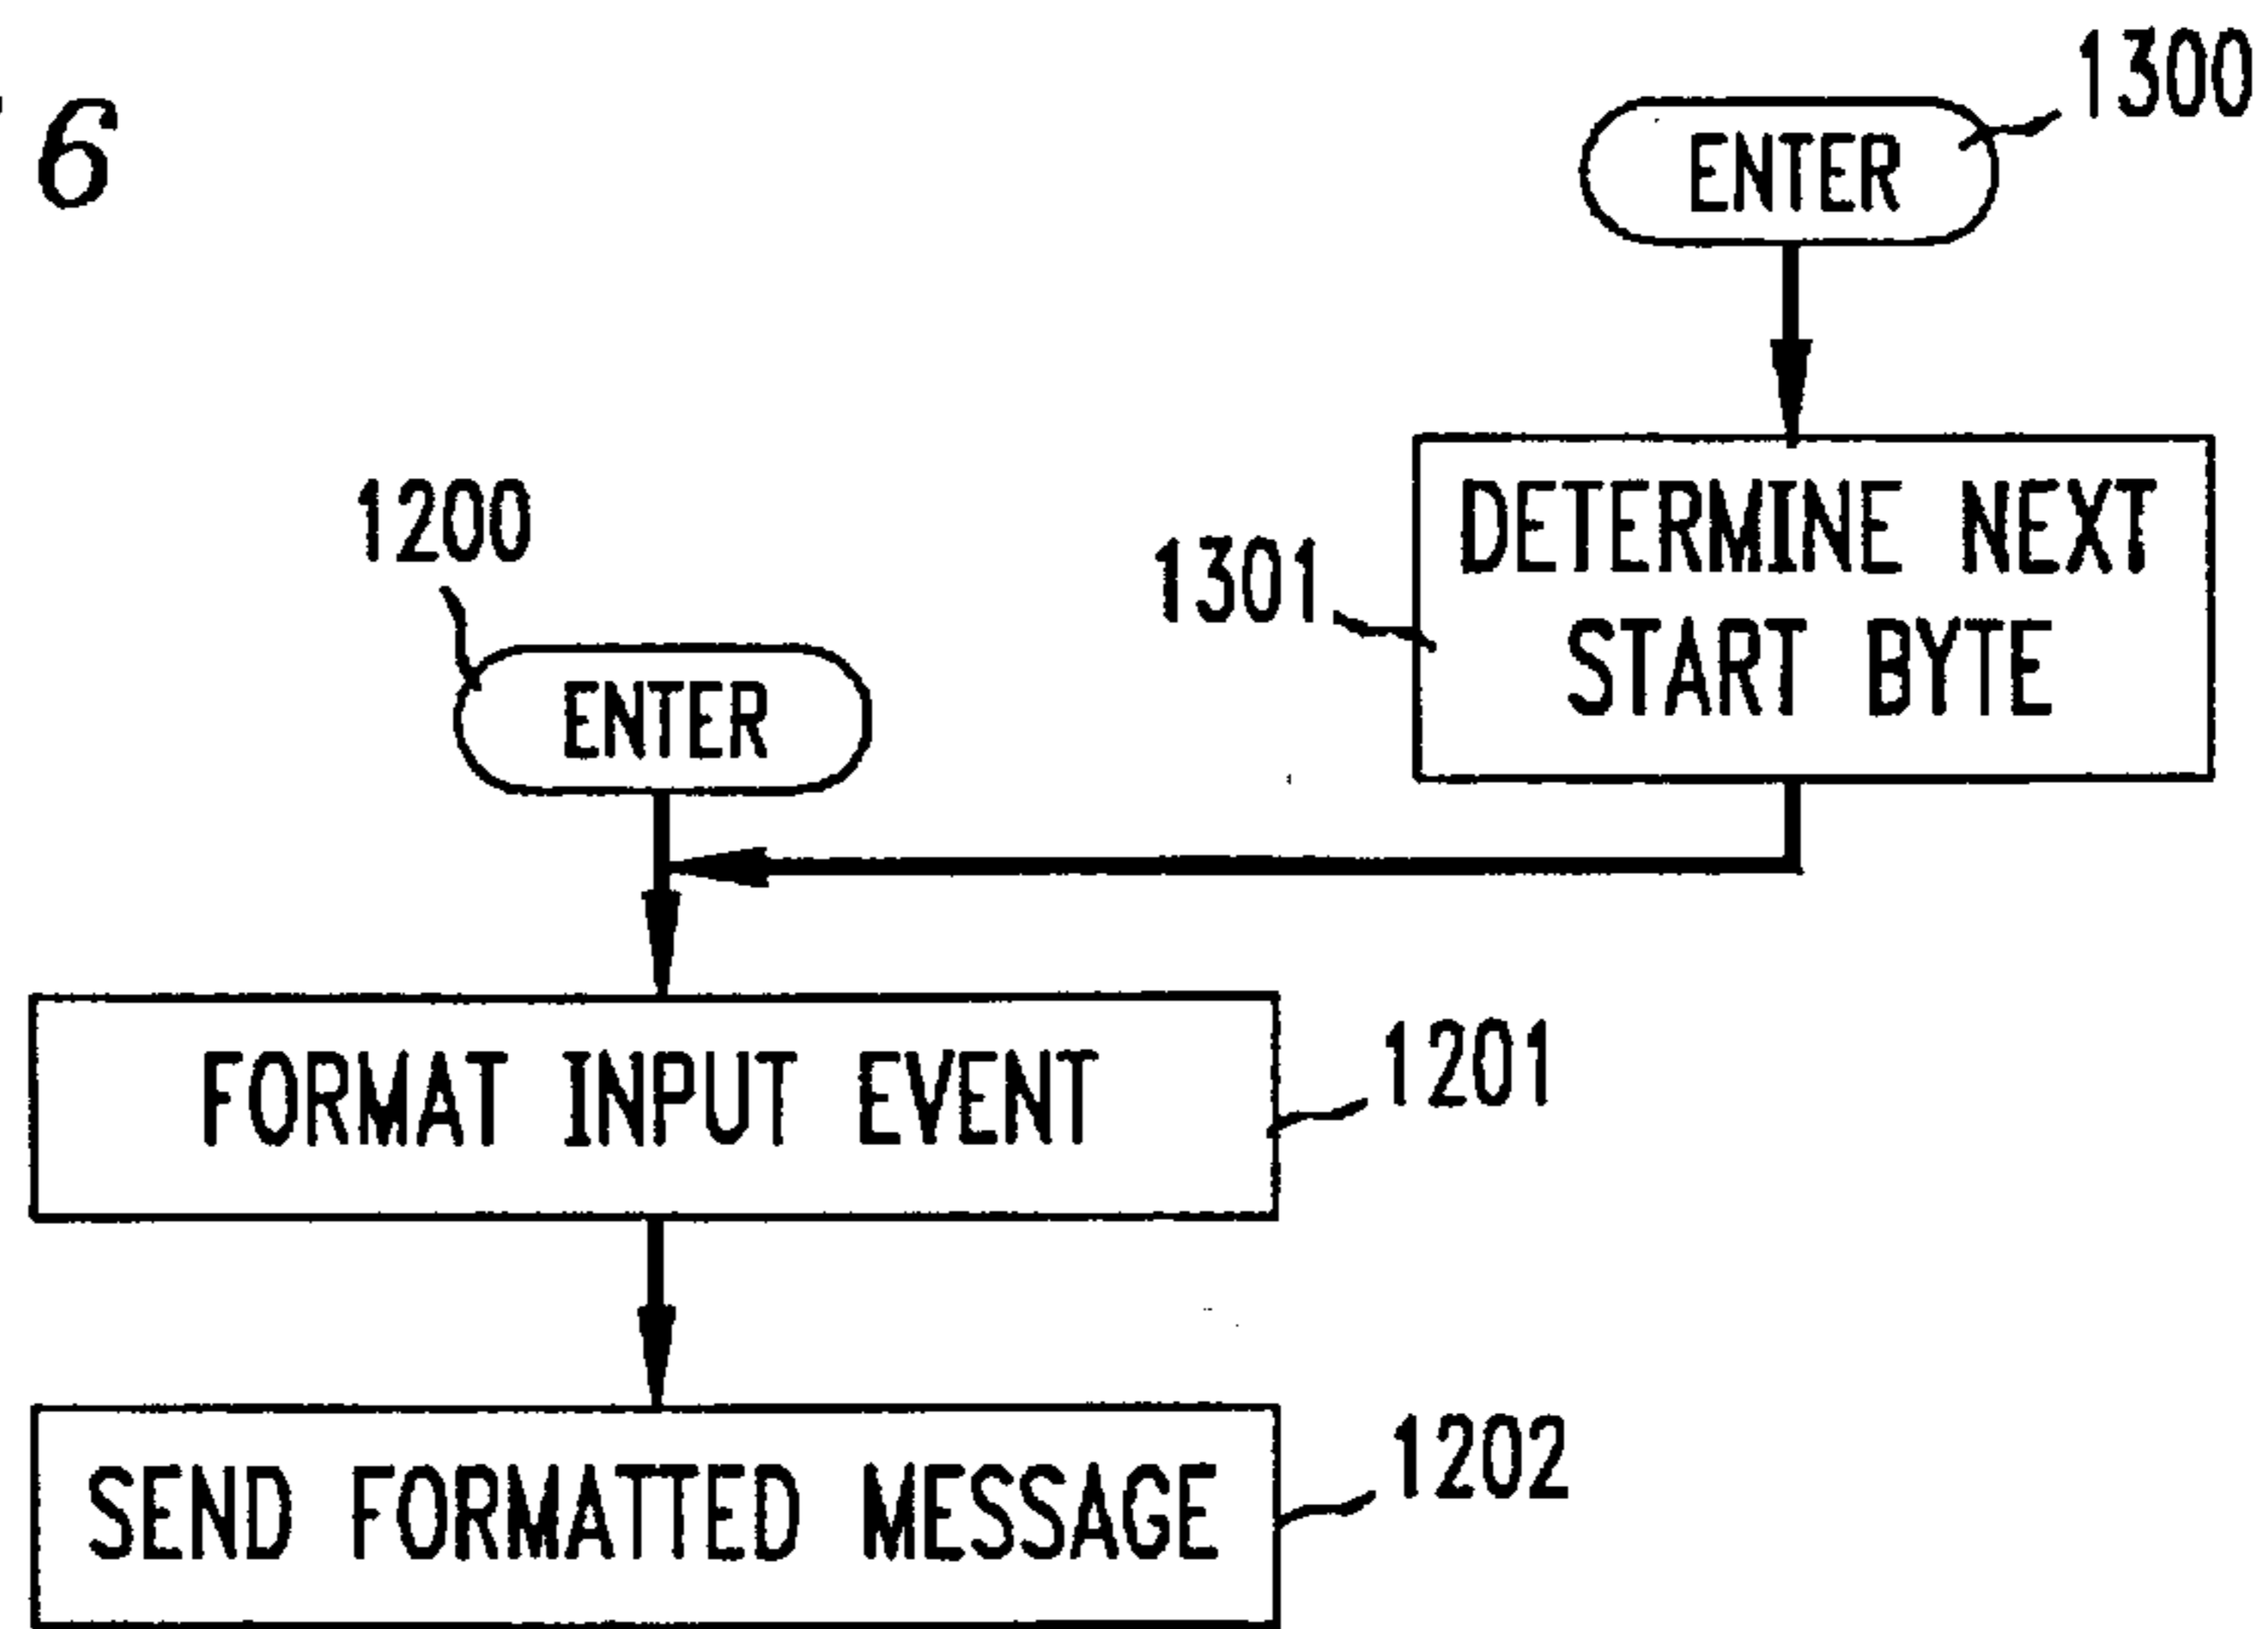 6
1300
ENTER
DETERMINE NEXT
START BYTE
1301
1200
ENTER
FORMAT INPUT EVENT
1201
SEND FORMATTED MESSAGE
1202